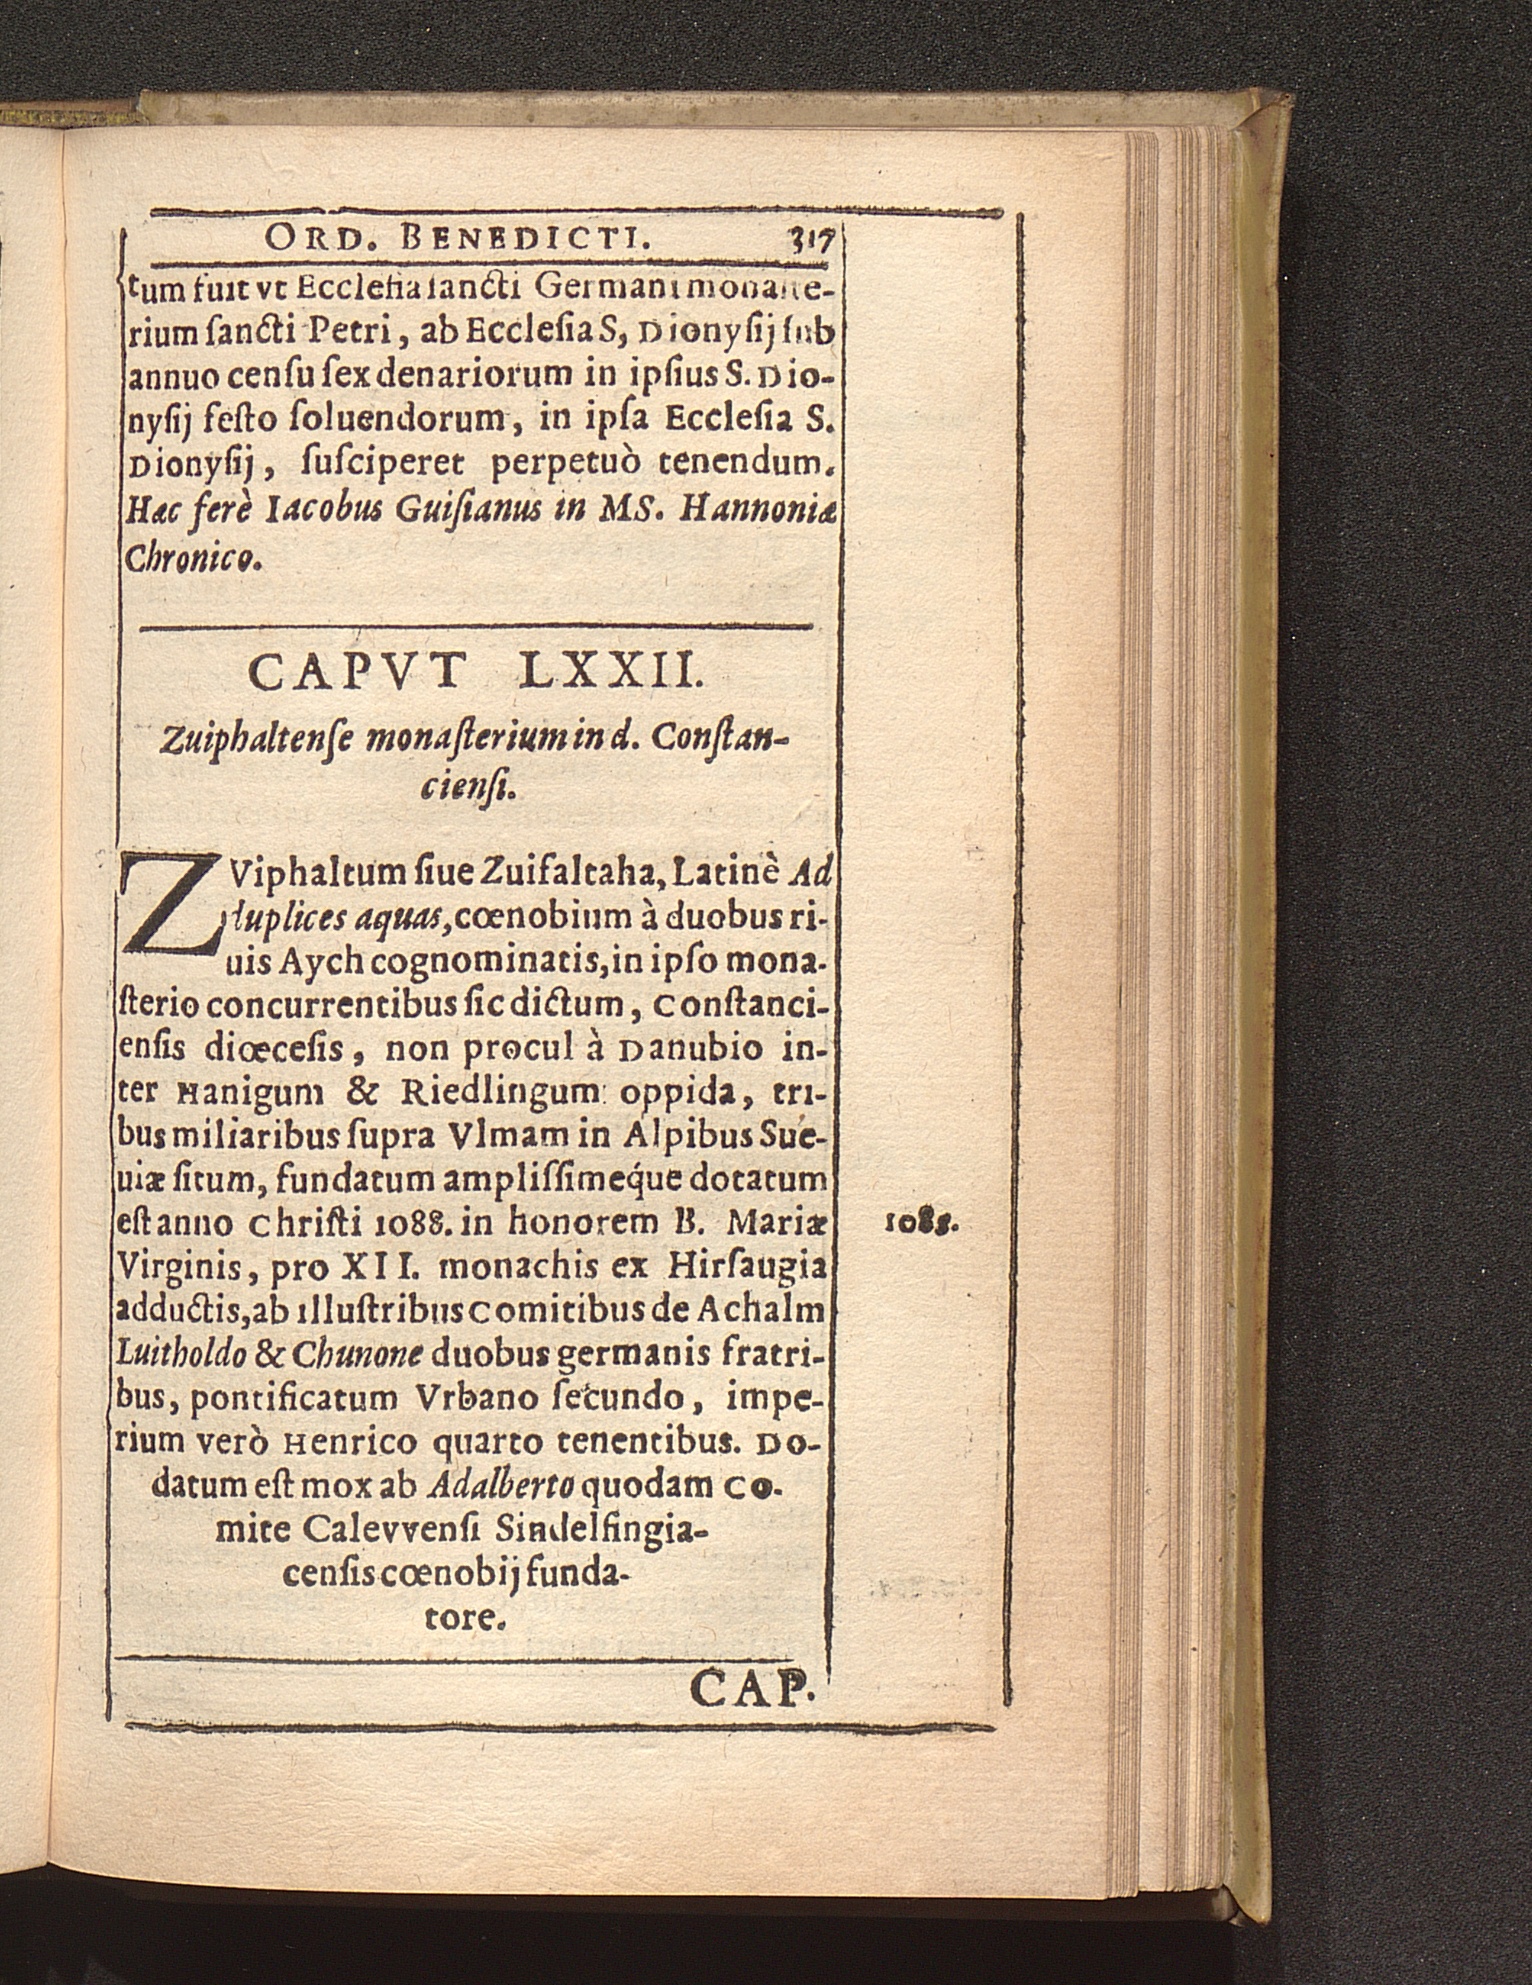 ORD. BENEDICTI. 317
tum fuit vt Ecclesia sancti Germani monaste-
rium ſancti Petri, ab Eccleſia S, Dionyſij ſub
annuo cenſu ſex denariorum in ipſius S. Dio-
nyſij feſto ſoluendorum, in ipſa Eccleſia S.
Dionyſij, ſuſciperet perpetuò tenendum.
Hæc ferè Iacobus Guiſianus in MS. Hannoniæ
Chronico.
CAPVT LXXII.
Zuiphaltenſe monaſterium in d. Conſtan-
cienſi.
ZViphaltum ſiue Zuifaltaha, Latinè Ad
duplices aquas, cœnobium à duobus ri-
uis Aych cognominatis, in ipſo mona-
ſterio concurrentibus ſic dictum, Conſtanci-
enſis diœceſis, non procul à Danubio in-
ter Hanigum & Riedlingum oppida, tri-
bus miliaribus ſupra Vlmam in Alpibus Sue-
uiæ ſitum, fundatum ampliſſimeq́ue dotatum
eſt anno Chriſti 1088. in honorem B. Mariæ
1088.
Virginis, pro XII. monachis ex Hirſaugia
adductis, ab illuſtribus Comitibus de Achalm
Luitholdo & Chunone duobus germanis fratri-
bus, pontificatum Vrbano ſecundo, impe-
rium verò Henrico quarto tenentibus. Do-
datum eſt mox ab Adalberto quodam Co-
mite Calevvenſi Sindelfingia-
cenſis cœnobij funda-
tore.
CAP.